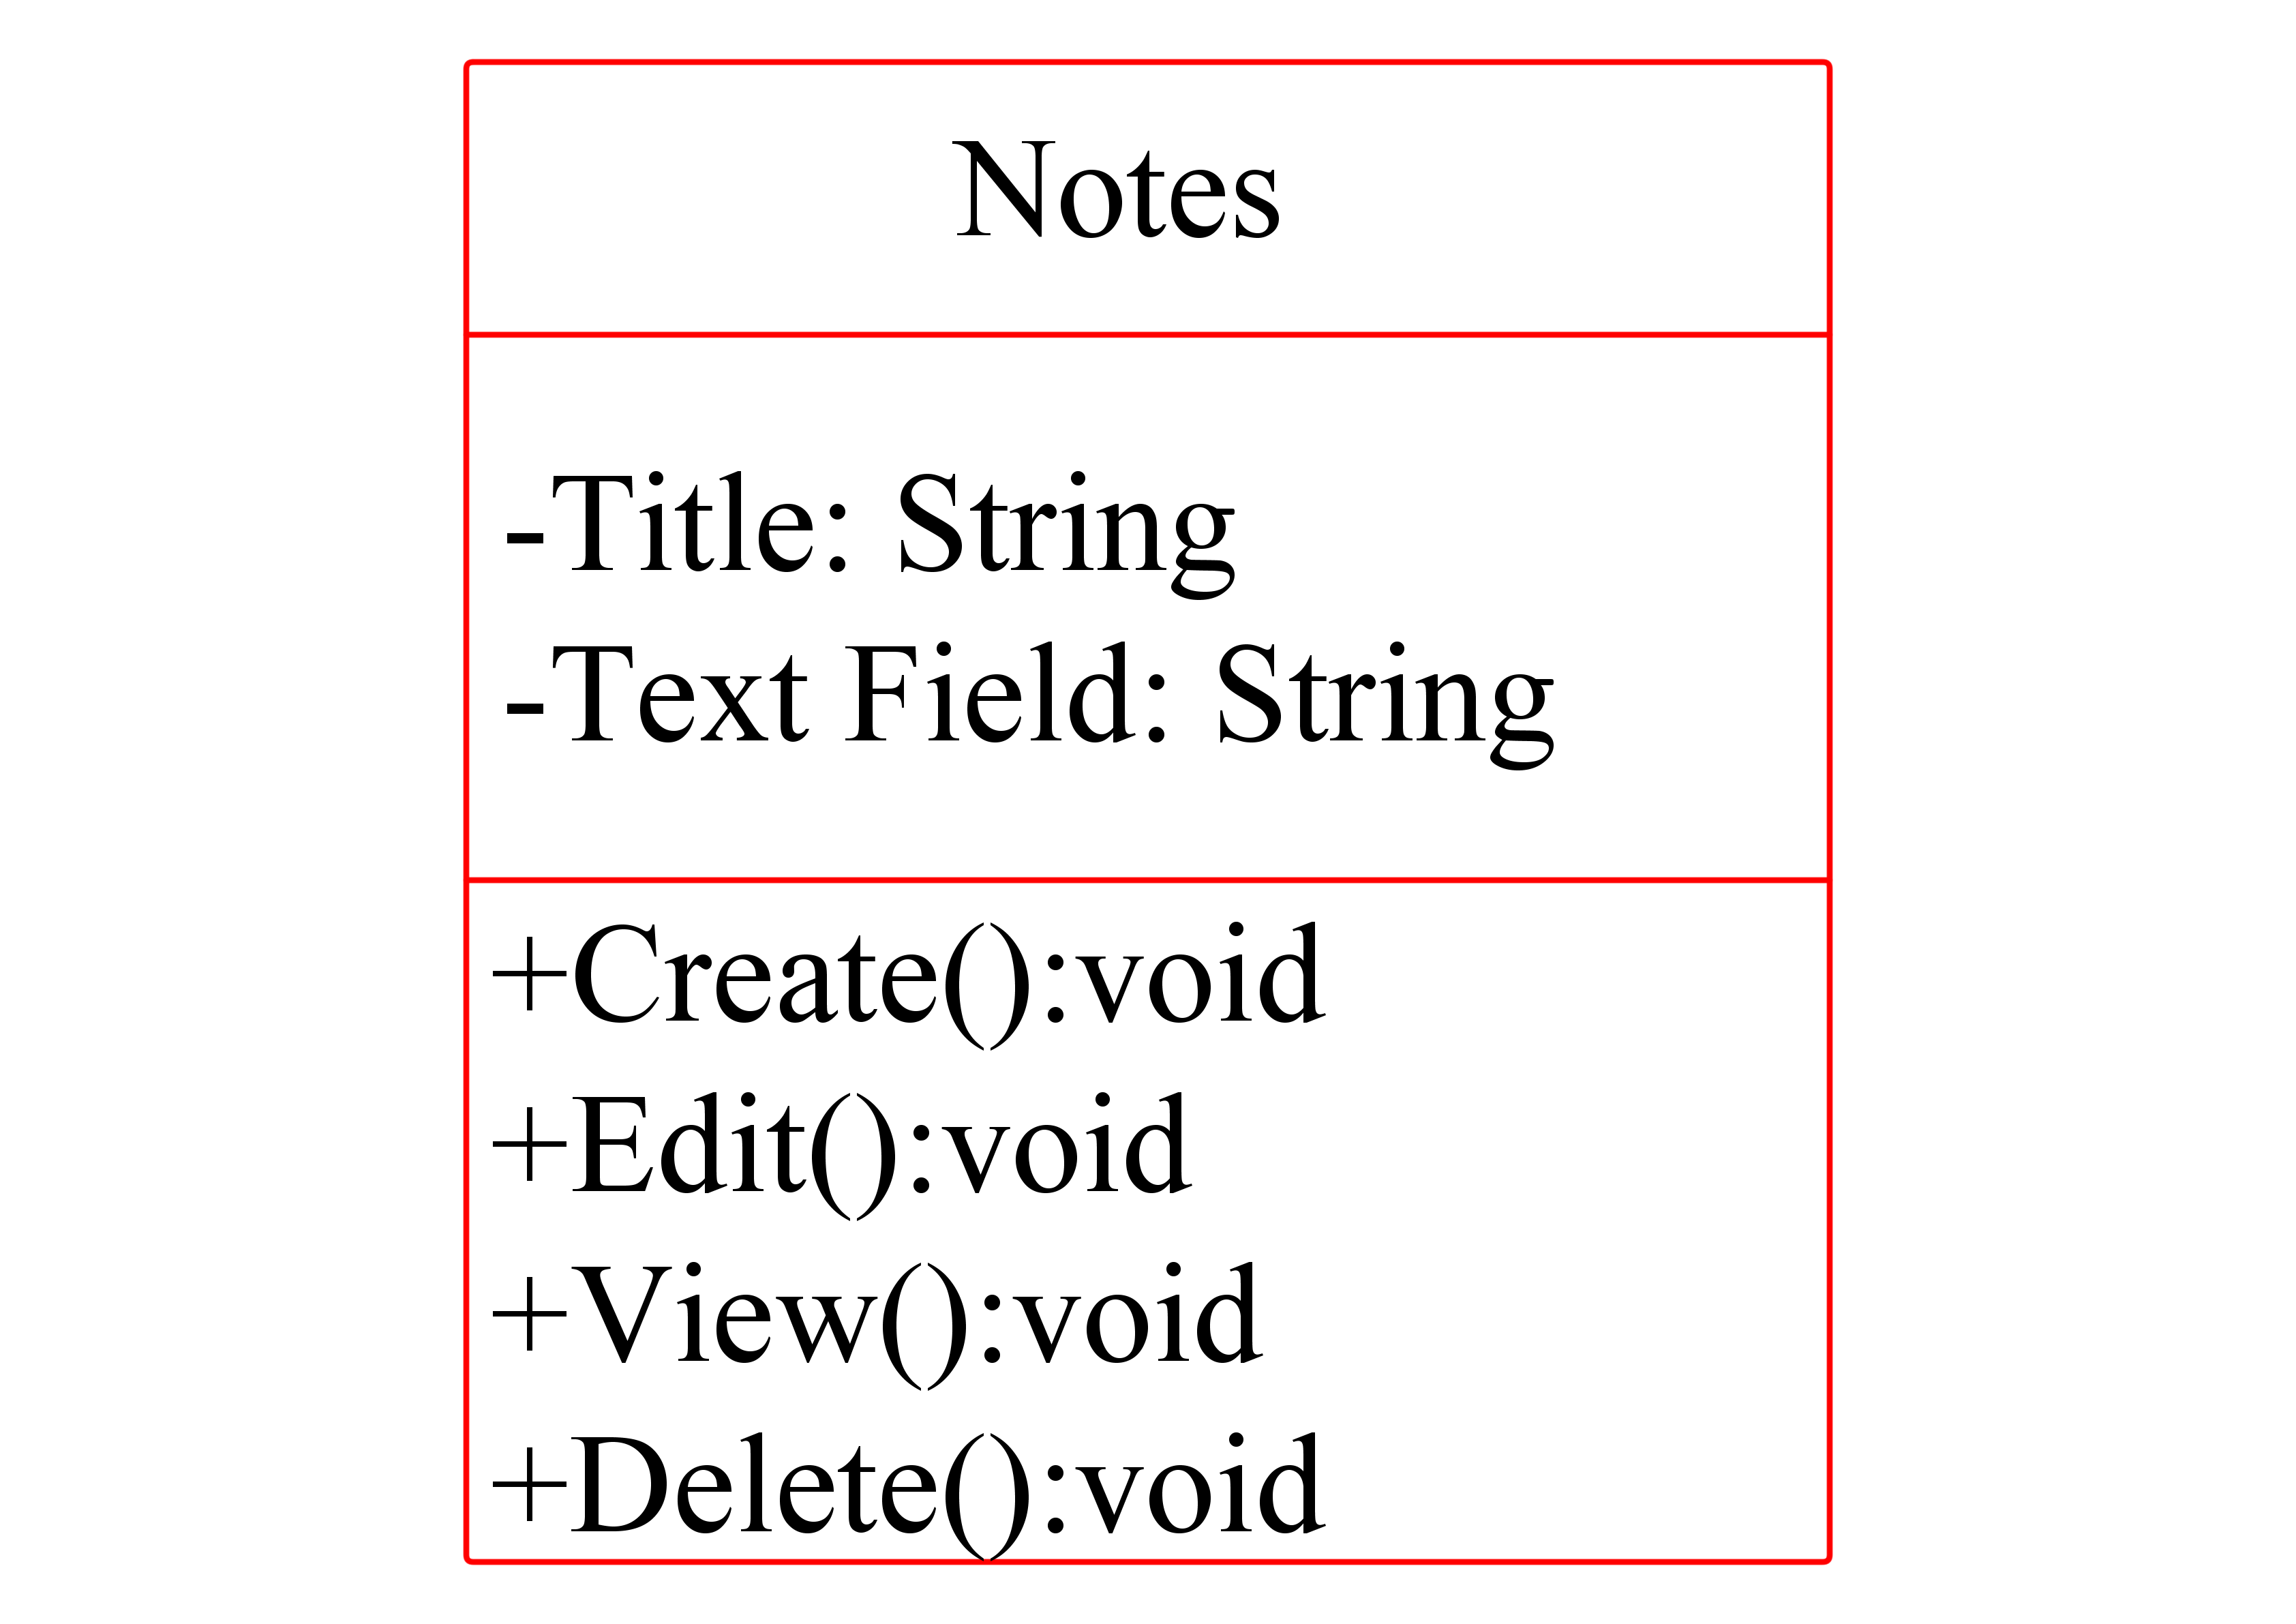 Notes
-Title: String
-Text Field: String
+Create():void
+Edit():void
+View():void
+Delete():void